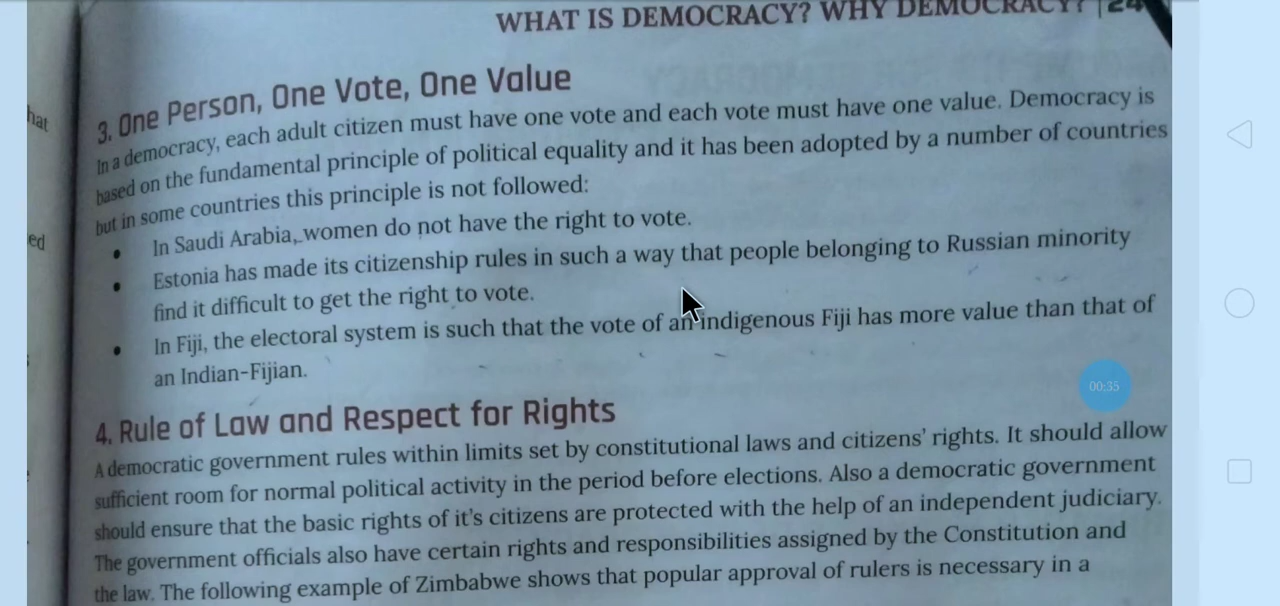 WHAT IS DEMOCRACY? WHY DEMOCRACY? | 24
3. One Person, One Vote, One Value
In a democracy, each adult citizen must have one vote and each vote must have one value. Democracy is
based on the fundamental principle of political equality and it has been adopted by a number of countries
but in some countries this principle is not followed:
• In Saudi Arabia, women do not have the right to vote.
• Estonia has made its citizenship rules in such a way that people belonging to Russian minority
find it difficult to get the right to vote.
• In Fiji, the electoral system is such that the vote of an indigenous Fiji has more value than that of
an Indian-Fijian.
00:35
4. Rule of Law and Respect for Rights
A democratic government rules within limits set by constitutional laws and citizens' rights. It should allow
sufficient room for normal political activity in the period before elections. Also a democratic government
should ensure that the basic rights of it's citizens are protected with the help of an independent judiciary.
The government officials also have certain rights and responsibilities assigned by the Constitution and
the law. The following example of Zimbabwe shows that popular approval of rulers is necessary in a